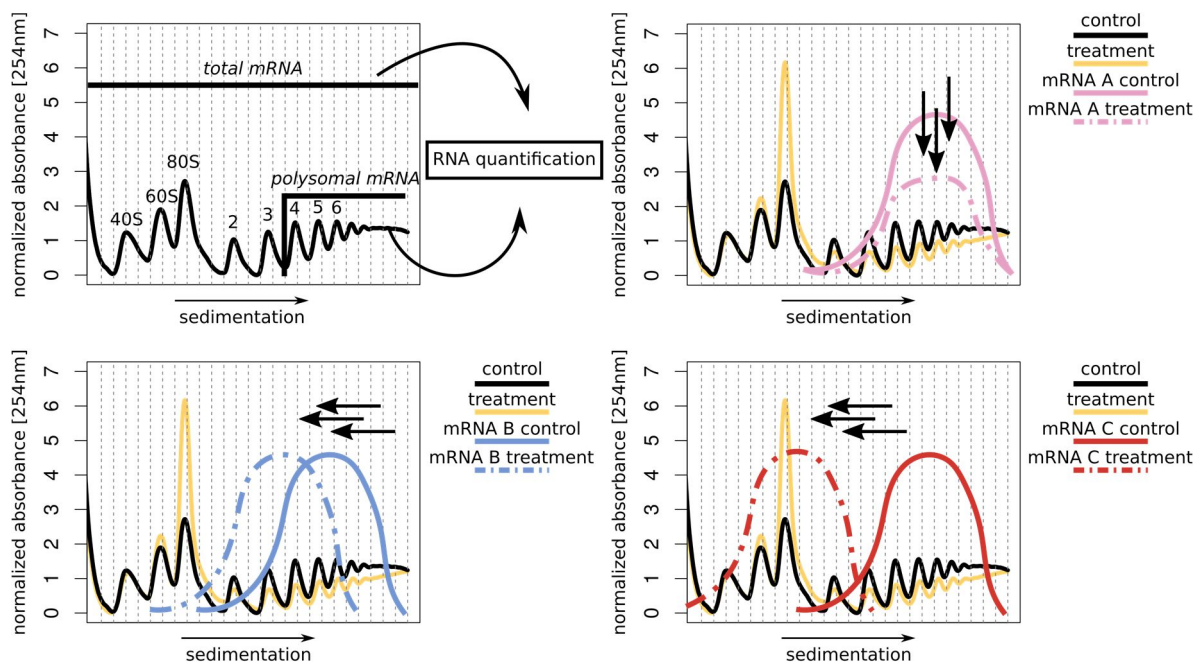 normalized absorbance [254nm]
7
6
5
4
3
2
1
0
total mRNA
polysomal mRNA
40S
60S
80S
2
3
4
5
6
sedimentation
RNA quantification
normalized absorbance [254nm]
7
6
5
4
3
2
1
0
sedimentation
control
treatment
mRNA A control
mRNA A treatment
normalized absorbance [254nm]
7
6
5
4
3
2
1
0
sedimentation
control
treatment
mRNA B control
mRNA B treatment
normalized absorbance [254nm]
7
6
5
4
3
2
1
0
sedimentation
control
treatment
mRNA C control
mRNA C treatment